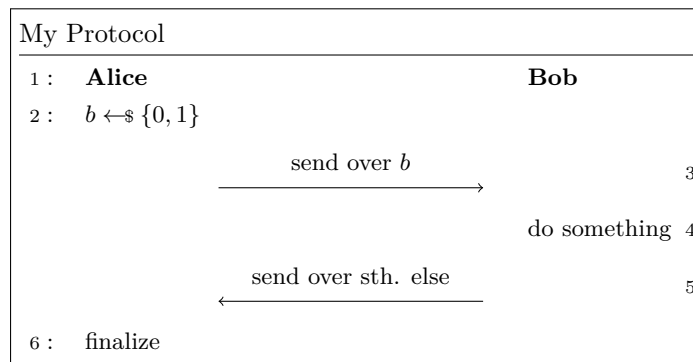 My Protocol
1 : Alice Bob
2 : b ←$ {0, 1}
send over b 3
do something 4
send over sth. else 5
6 : finalize